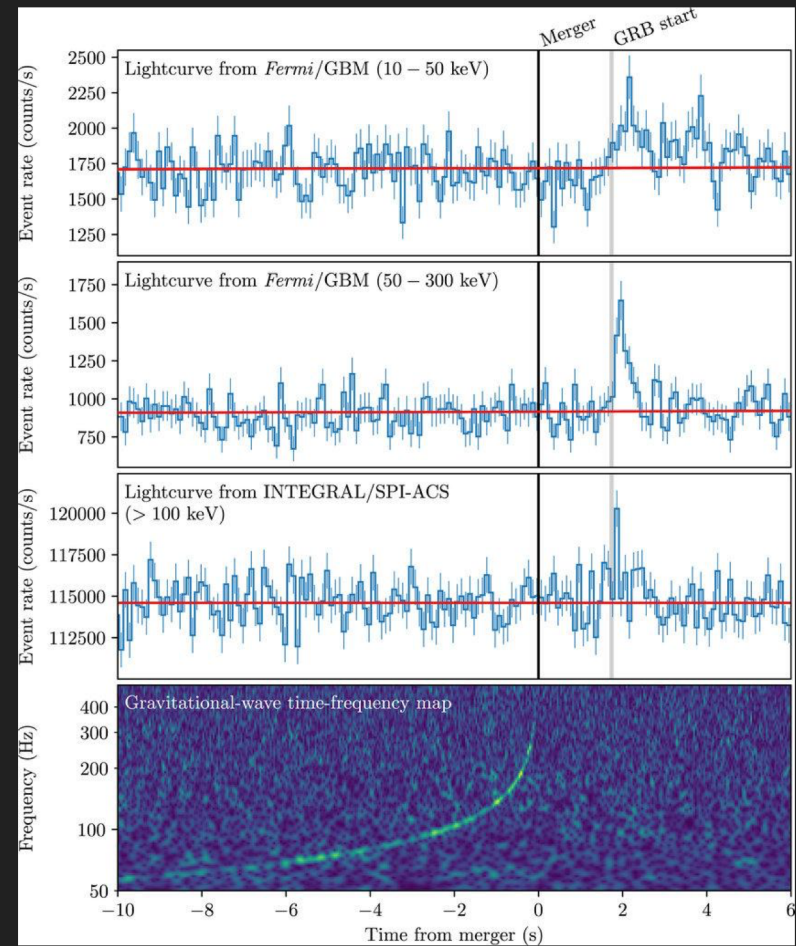 Merger GRB start
Lightcurve from Fermi/GBM (10 − 50 keV)
Event rate (counts/s)
2500
2250
2000
1750
1500
1250
Lightcurve from Fermi/GBM (50 − 300 keV)
Event rate (counts/s)
1750
1500
1250
1000
750
Lightcurve from INTEGRAL/SPI-ACS
(> 100 keV)
Event rate (counts/s)
120000
117500
115000
112500
Gravitational-wave time-frequency map
Frequency (Hz)
400
300
200
100
50
−10 −8 −6 −4 −2 0 2 4 6
Time from merger (s)